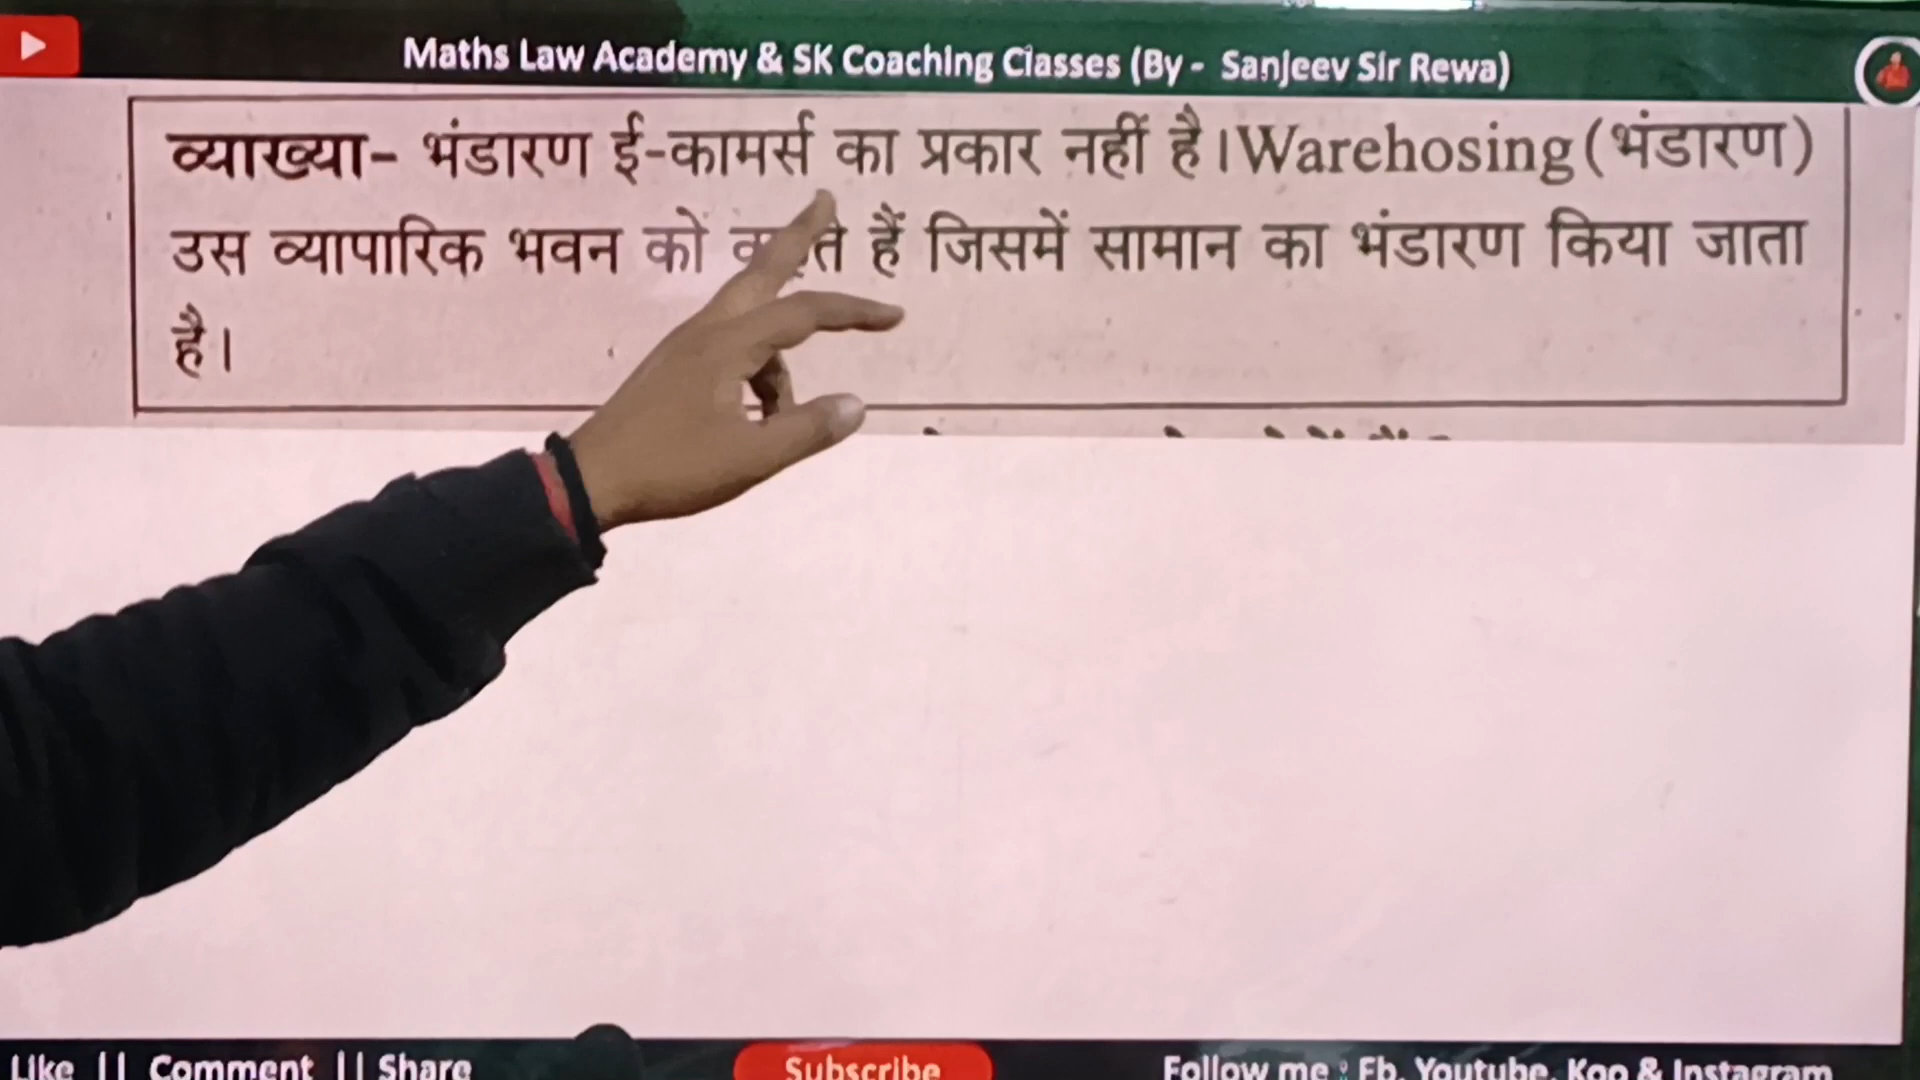 Maths Law Academy & SK Coaching Classes (By - Sanjeev Sir Rewa)
व्याख्या- भंडारण ई-कामर्स का प्रकार नहीं है। Warehosing (भंडारण)
उस व्यापारिक भवन को हैं जिसमें सामान का भंडारण किया जाता
है।
Like || Comment || Share
Subscribe
Follow me : Fb, Youtube, Koo & Instagram